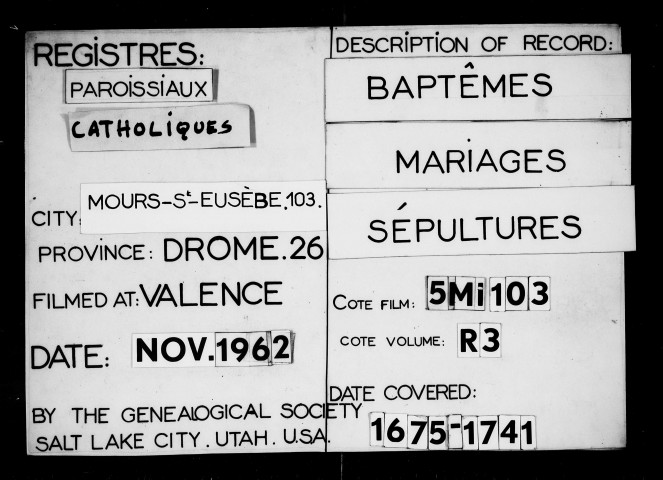 REGISTRES:
PAROISSIAUX
CATHOLIQUES
CITY: MOURS-St-EUSÈBE.103.
PROVINCE: DROME.26
FILMED AT: VALENCE
DATE: NOV.1962
BY THE GENEALOGICAL SOCIETY
SALT LAKE CITY. UTAH. U.S.A.
DESCRIPTION OF RECORD:
BAPTÊMES
MARIAGES
SÉPULTURES
COTE FILM: 5Mi 103
COTE VOLUME: R3
DATE COVERED:
1675-1741